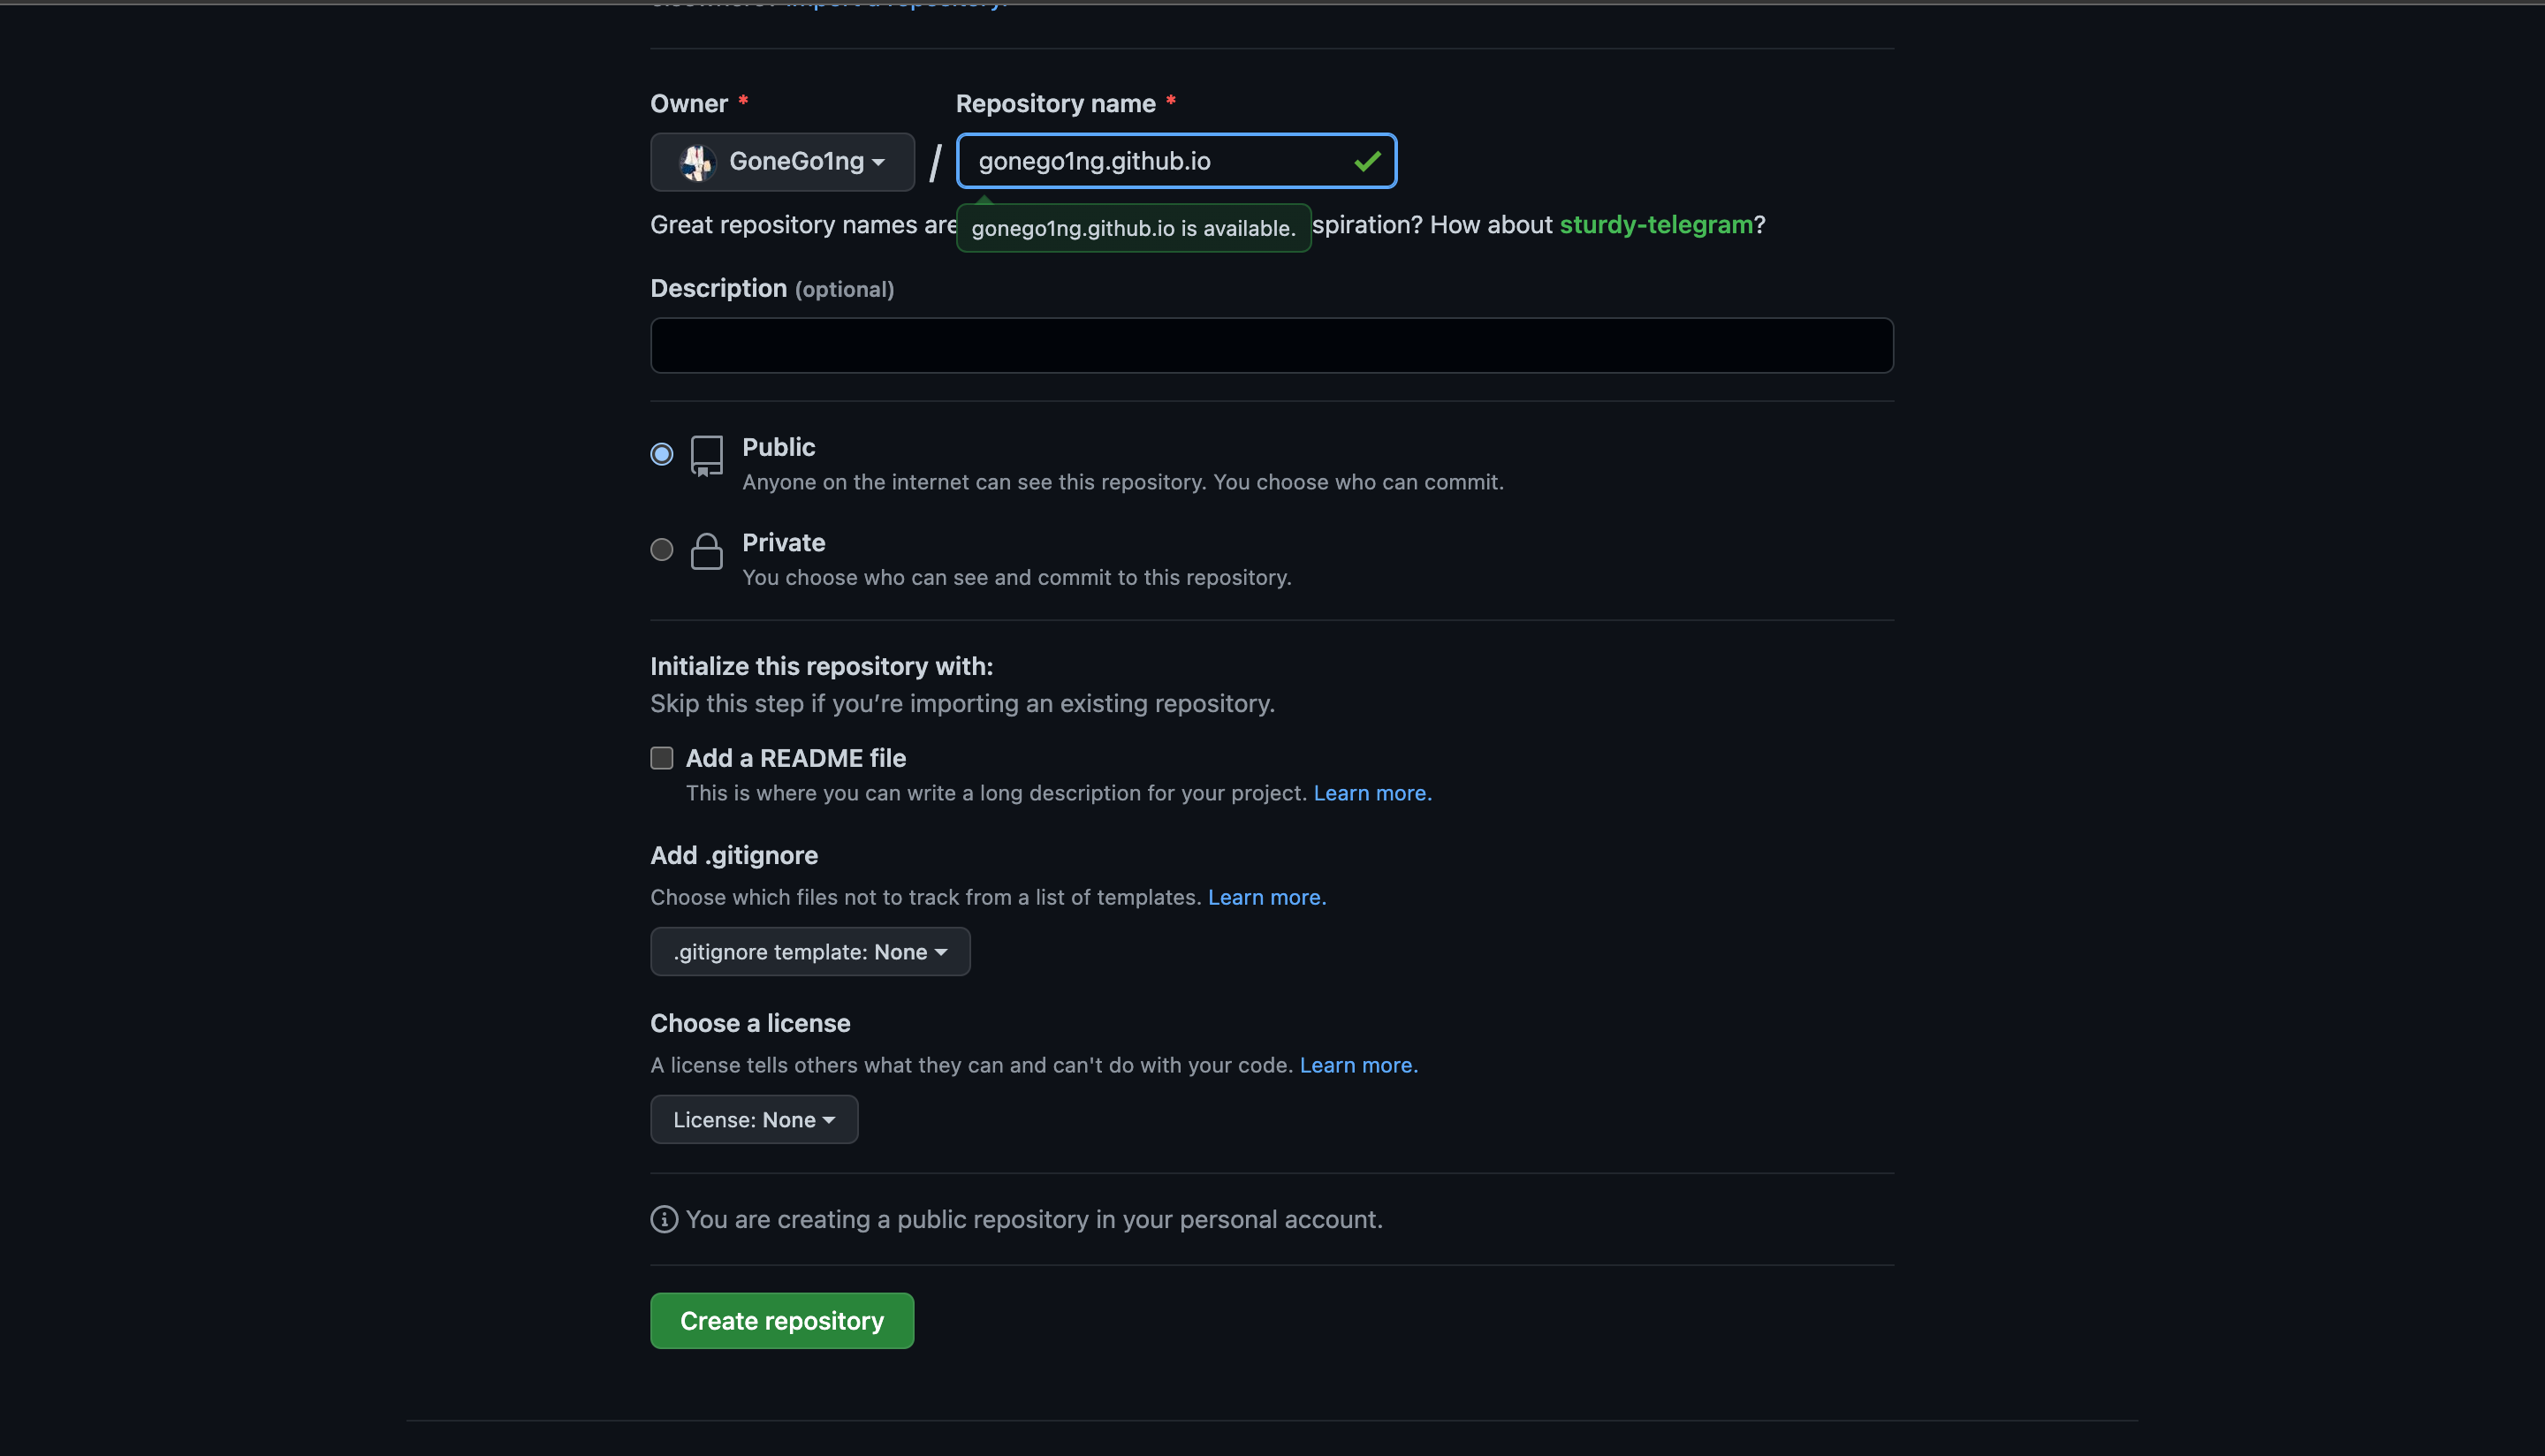 Owner *
Repository name *
GoneGo1ng
/
gonego1ng.github.io
Great repository names are
gonego1ng.github.io is available.
spiration? How about sturdy-telegram?
Description (optional)
Public
Anyone on the internet can see this repository. You choose who can commit.
Private
You choose who can see and commit to this repository.
Initialize this repository with:
Skip this step if you’re importing an existing repository.
Add a README file
This is where you can write a long description for your project. Learn more.
Add .gitignore
Choose which files not to track from a list of templates. Learn more.
.gitignore template: None
Choose a license
A license tells others what they can and can't do with your code. Learn more.
License: None
You are creating a public repository in your personal account.
Create repository